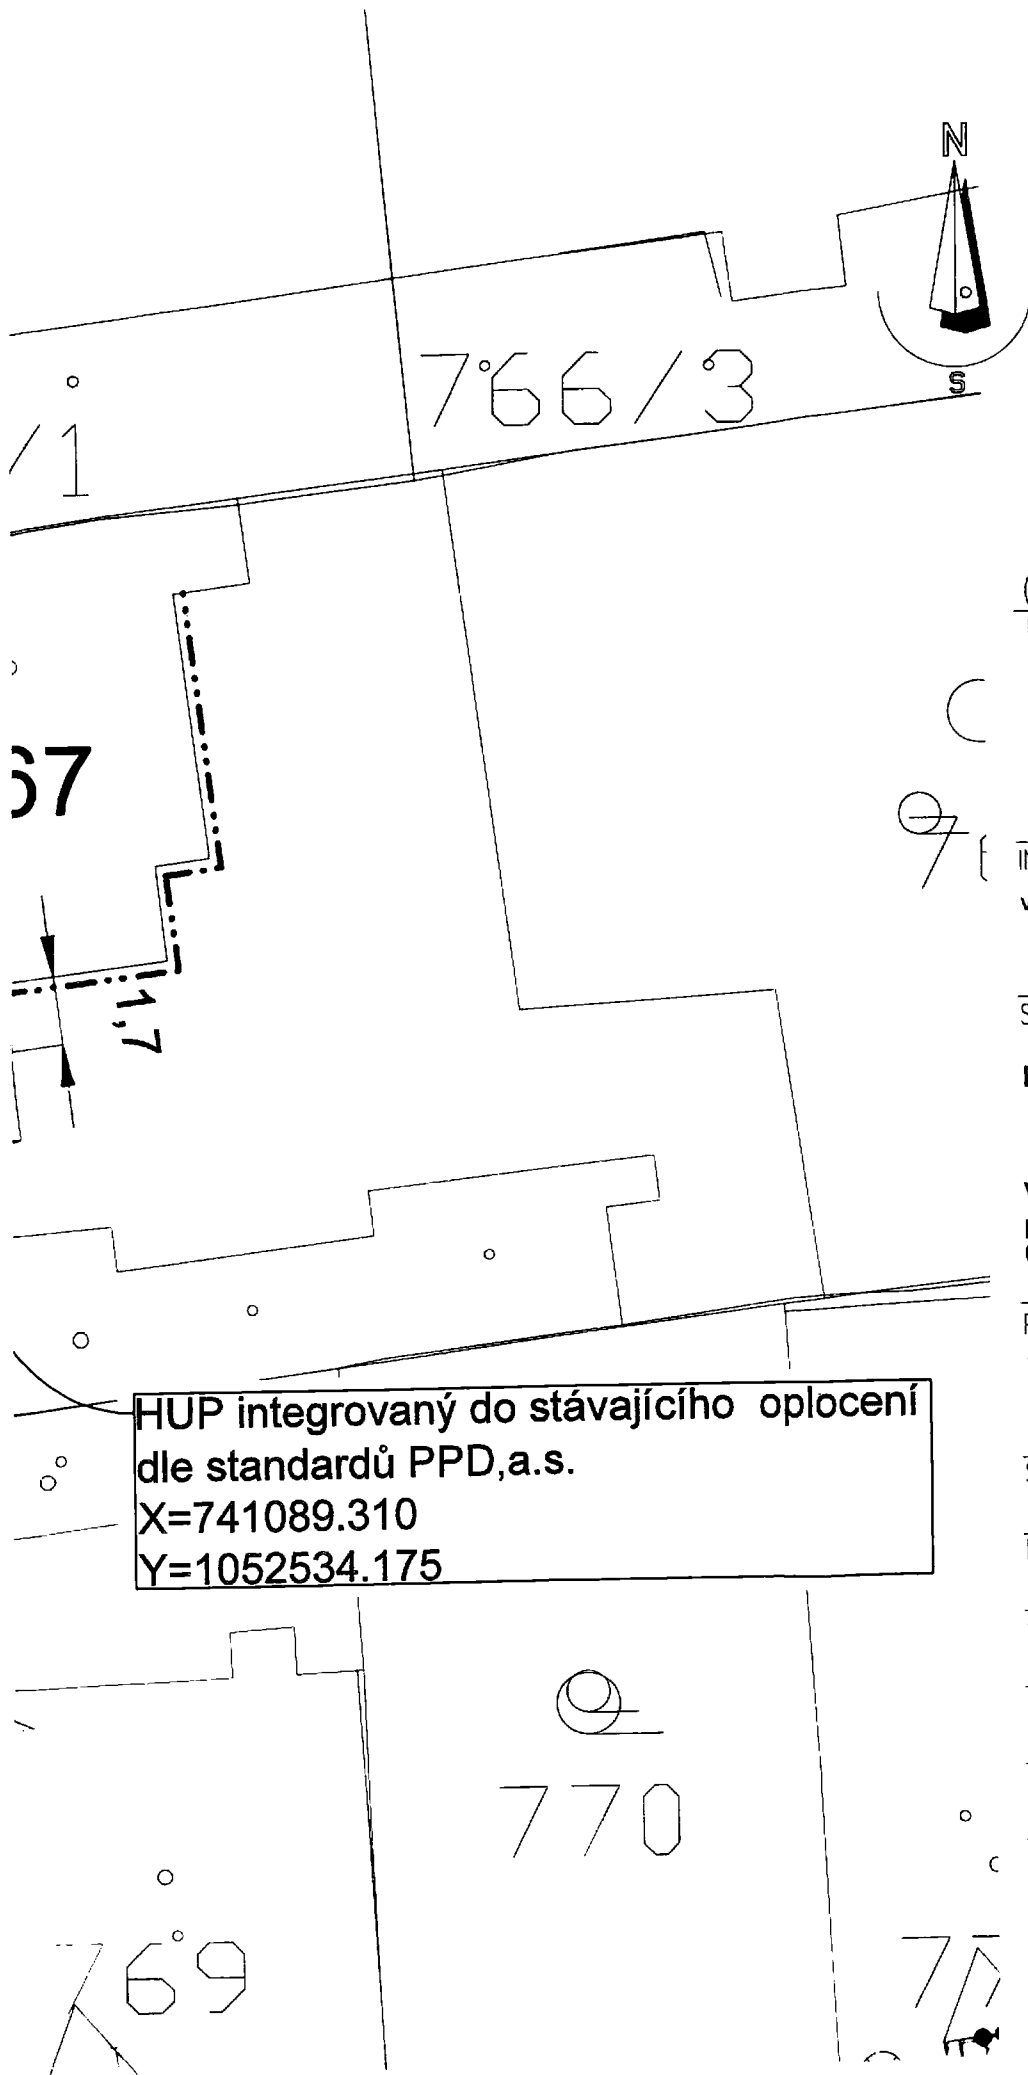 N
S
766/3
/1
67
1,7
HUP integrovaný do stávajícího oplocení
dle standardů PPD,a.s.
X=741089.310
Y=1052534.175
770
769